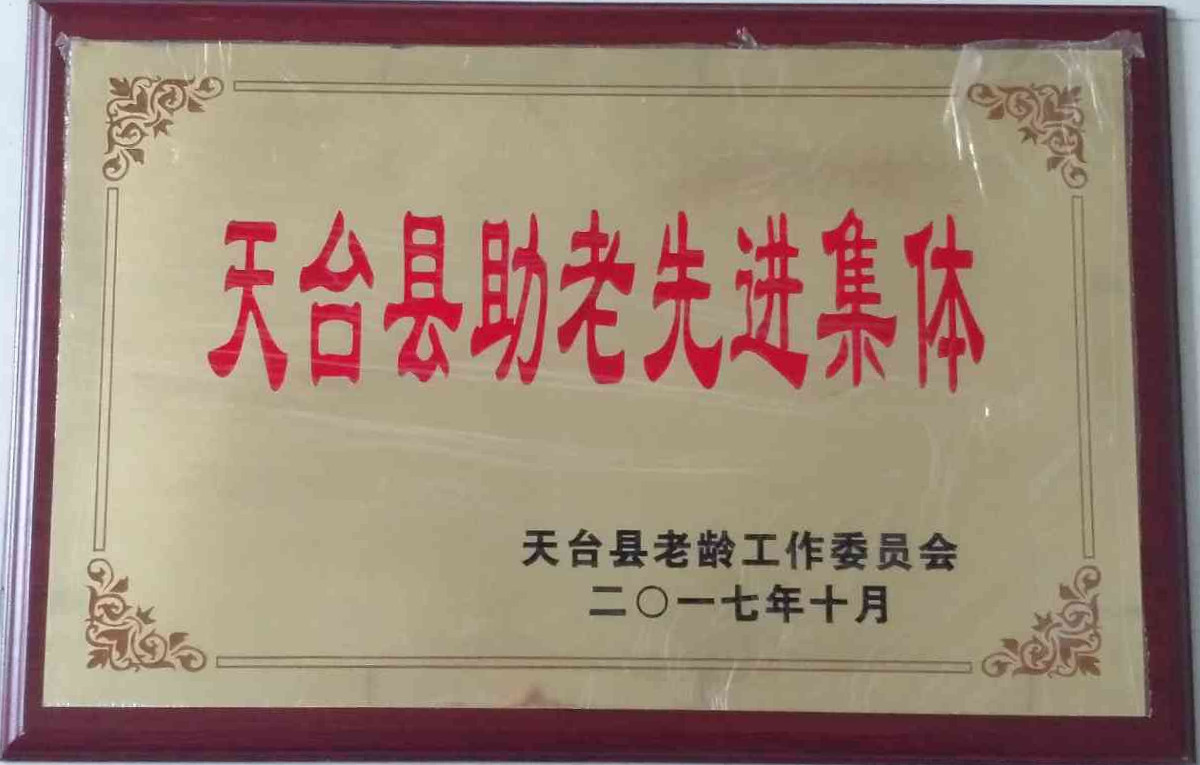 天台县助老先进集体
天台县老龄工作委员会
二〇一七年十月